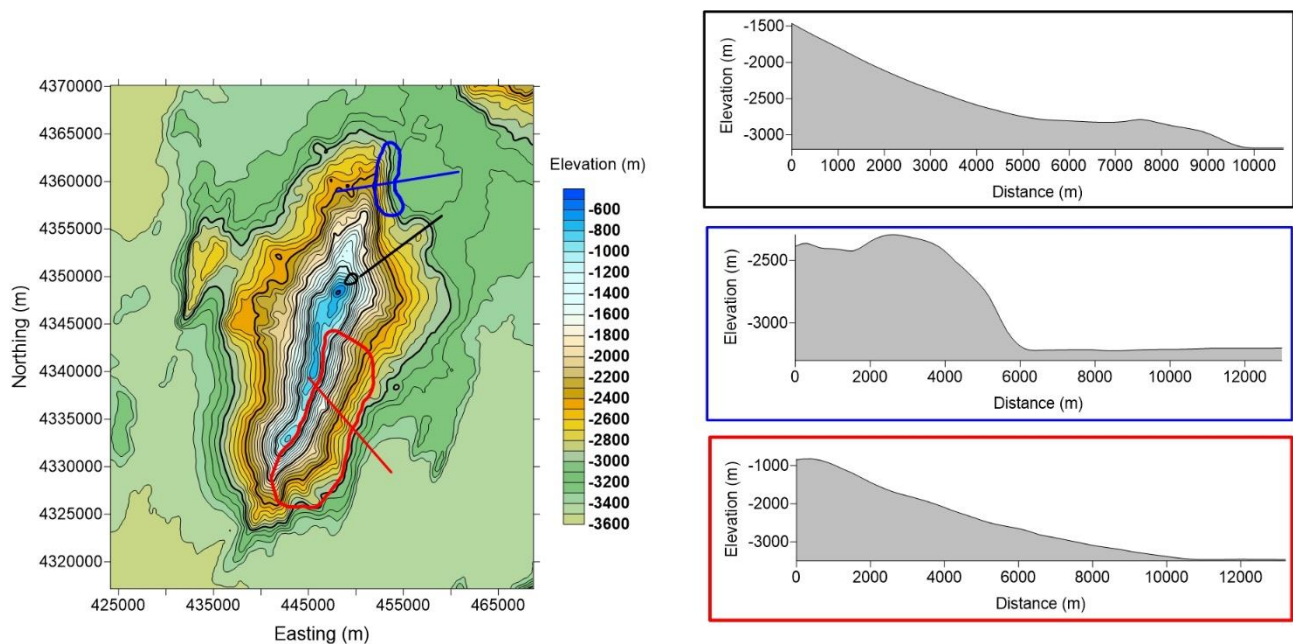 4370000
4365000
4360000
4355000
4350000
4345000
4340000
4335000
4330000
4325000
4320000
Northing (m)
425000 435000 445000 455000 465000
Easting (m)
Elevation (m)
-600
-800
-1000
-1200
-1400
-1600
-1800
-2000
-2200
-2400
-2600
-2800
-3000
-3200
-3400
-3600
-1500
-2000
-2500
-3000
Elevation (m)
0 1000 2000 3000 4000 5000 6000 7000 8000 9000 10000
Distance (m)
-2500
-3000
Elevation (m)
0 2000 4000 6000 8000 10000 12000
Distance (m)
-1000
-2000
-3000
Elevation (m)
0 2000 4000 6000 8000 10000 12000
Distance (m)